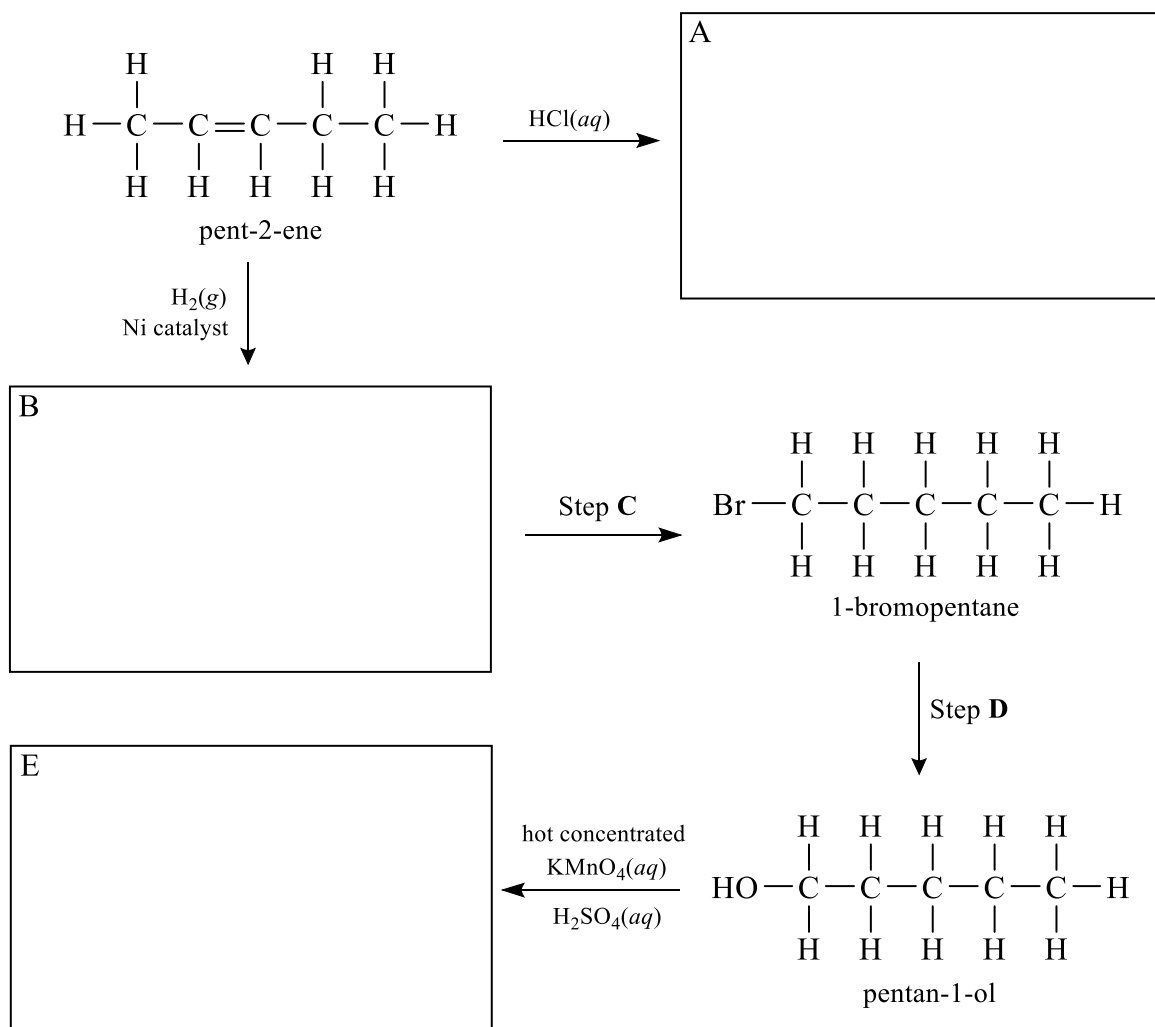 A
H H H
H C C C C C H
H H H H H
HCl(aq)
pent-2-ene
H₂(g)
Ni catalyst
B
H H H H H
Br C C C C C H
H H H H H
Step C
1-bromopentane
Step D
E
hot concentrated
KMnO₄(aq)
H₂SO₄(aq)
H H H H H
HO C C C C C H
H H H H H
pentan-1-ol